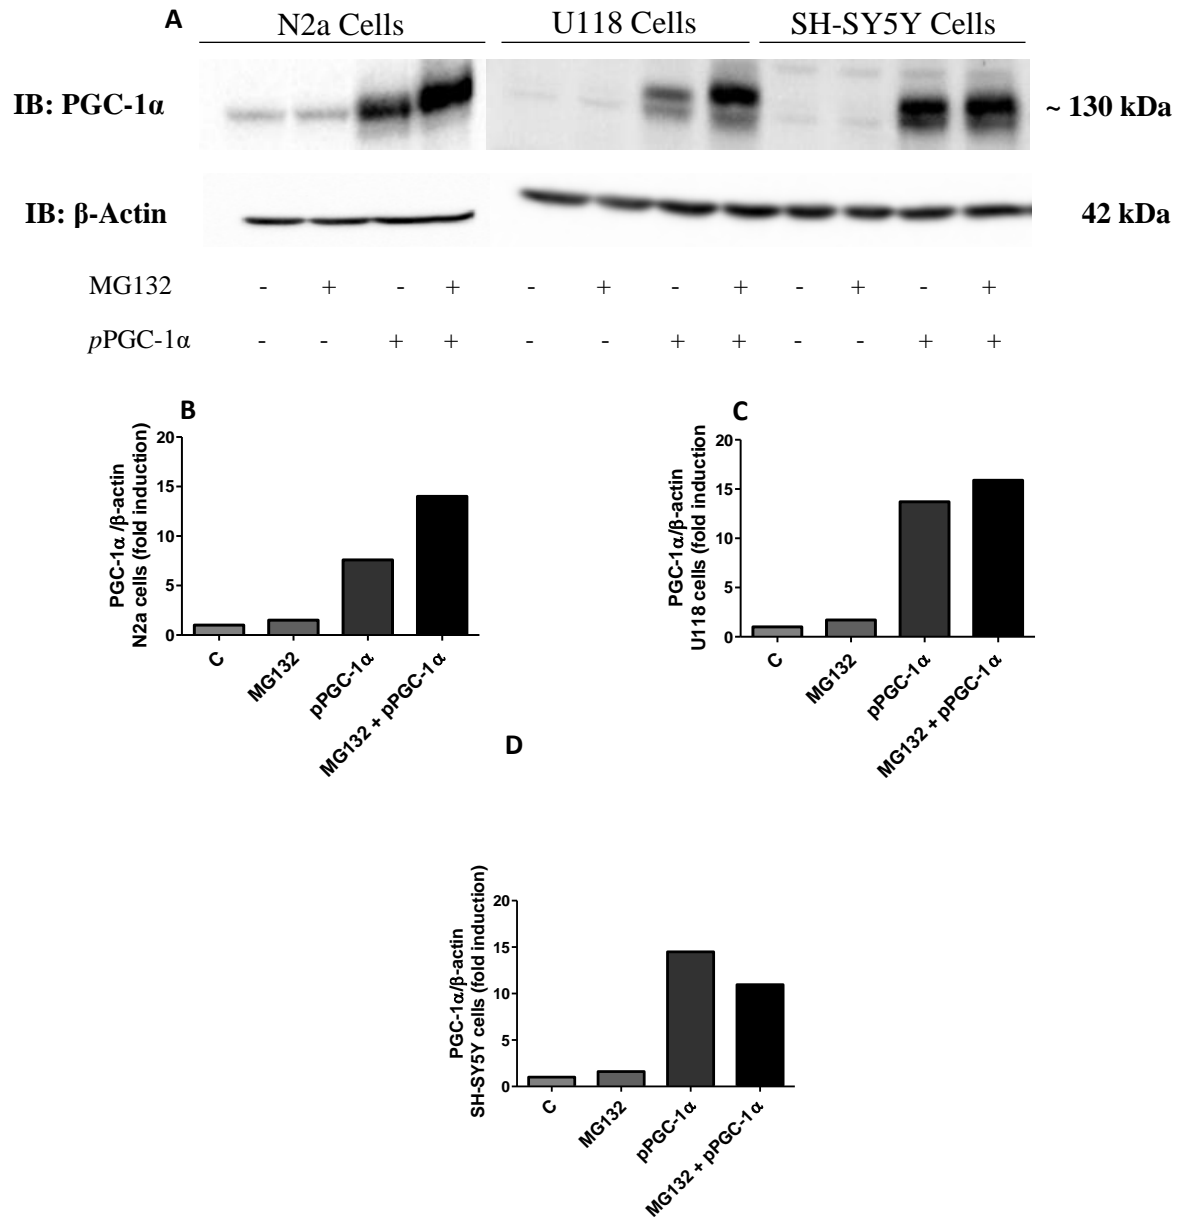 A
N2a Cells U118 Cells SH-SY5Y Cells
IB: PGC-1α ~ 130 kDa
IB: β-Actin 42 kDa
MG132 - + - + - + - + - + - +
pPGC-1α - - + + - - + + - - + +
B
PGC-1α /β-actin
N2a cells (fold induction)
20
15
10
5
0
C
MG132
pPGC-1α
MG132 + pPGC-1α
C
PGC-1α/β-actin
U118 cells (fold induction
20
15
10
5
0
C
MG132
pPGC-1α
MG132 + pPGC-1α
D
PGC-1α/β-actin
SH-SY5Y cells (fold induction)
20
15
10
5
0
C
MG132
pPGC-1α
MG132 + pPGC-1α